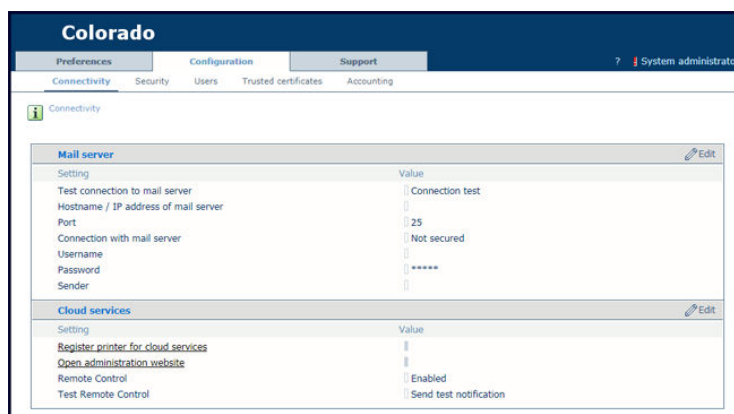 Colorado
Preferences Configuration Support ? System administrato
Connectivity Security Users Trusted certificates Accounting
i Connectivity
Mail server Edit
Setting Value
Test connection to mail server Connection test
Hostname / IP address of mail server
Port 25
Connection with mail server Not secured
Username
Password *****
Sender
Cloud services Edit
Setting Value
Register printer for cloud services
Open administration website
Remote Control Enabled
Test Remote Control Send test notification